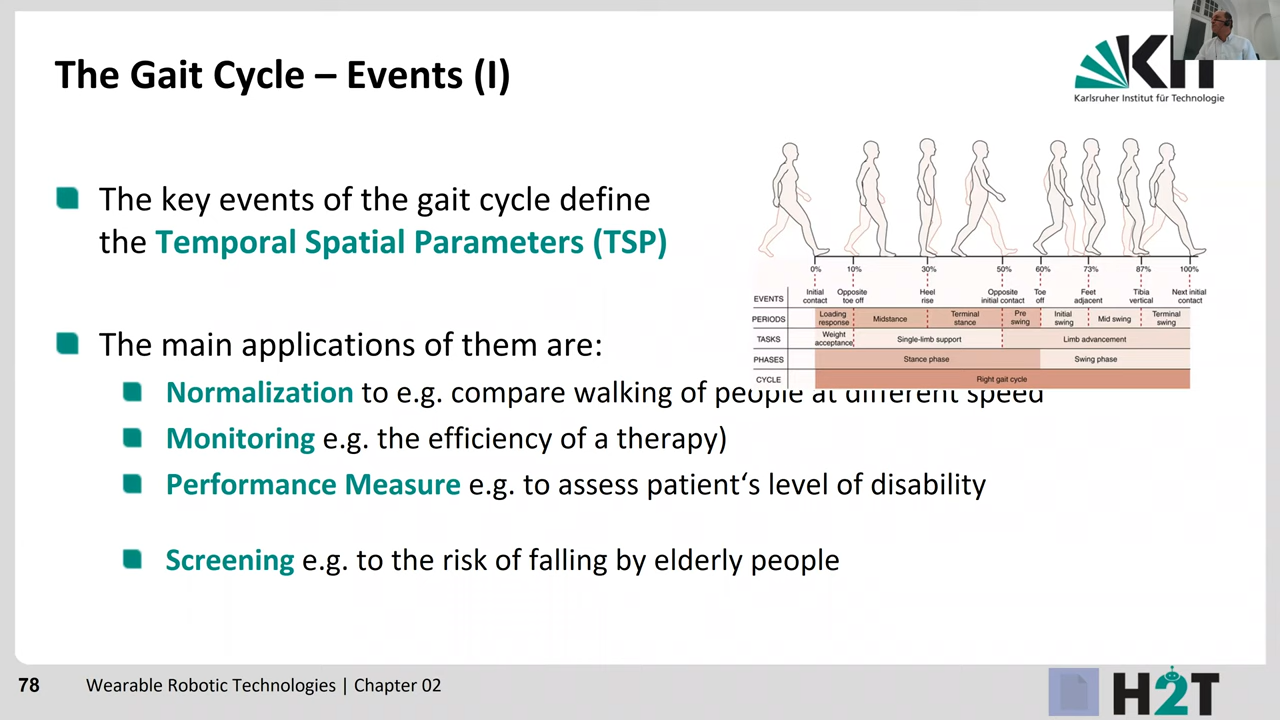 The Gait Cycle – Events (I)
KIT
Karlsruher Institut für Technologie
The key events of the gait cycle define
the Temporal Spatial Parameters (TSP)
0% 10% 30% 50% 60% 73% 87% 100%
EVENTS Initial contact Opposite toe off Heel rise Opposite initial contact Toe off Feet adjacent Tibia vertical Next initial contact
PERIODS Loading response Midstance Terminal stance Pre swing Initial swing Mid swing Terminal swing
TASKS Weight acceptance Single-limb support Limb advancement
PHASES Stance phase Swing phase
CYCLE Right gait cycle
The main applications of them are:
Normalization to e.g. compare walking of people at different speed
Monitoring e.g. the efficiency of a therapy)
Performance Measure e.g. to assess patient‘s level of disability
Screening e.g. to the risk of falling by elderly people
78 Wearable Robotic Technologies | Chapter 02
H2T